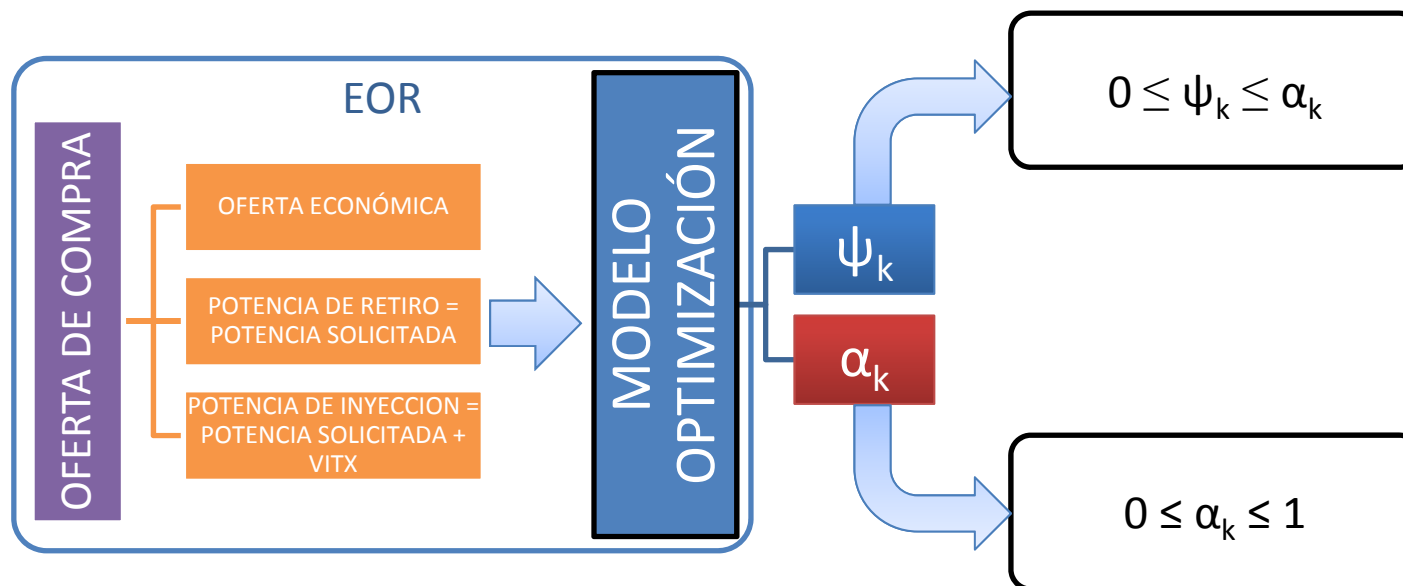 EOR
OFERTA DE COMPRA
OFERTA ECONÓMICA
POTENCIA DE RETIRO =
POTENCIA SOLICITADA
POTENCIA DE INYECCION =
POTENCIA SOLICITADA +
VITX
MODELO
OPTIMIZACIÓN
ψₖ
αₖ
0 ≤ ψₖ ≤ αₖ
0 ≤ αₖ ≤ 1